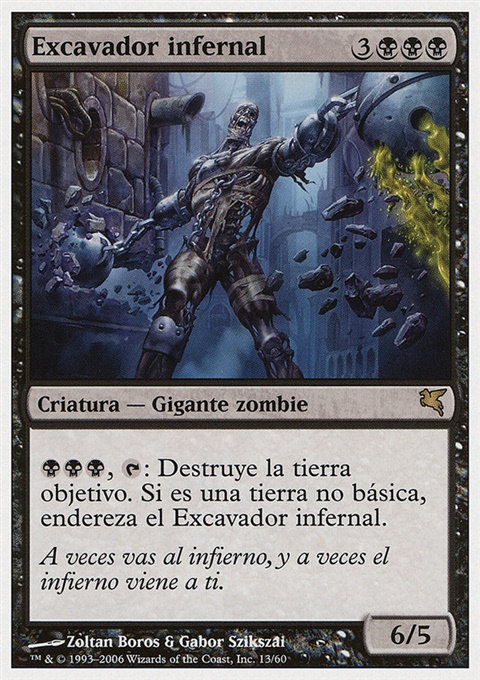 Excavador infernal 3
Criatura — Gigante zombie
, : Destruye la tierra
objetivo. Si es una tierra no básica,
endereza el Excavador infernal.
A veces vas al infierno, y a veces el
infierno viene a ti.
Zoltan Boros & Gabor Szikszai
6/5
™ & © 1993–2006 Wizards of the Coast, Inc. 13/60